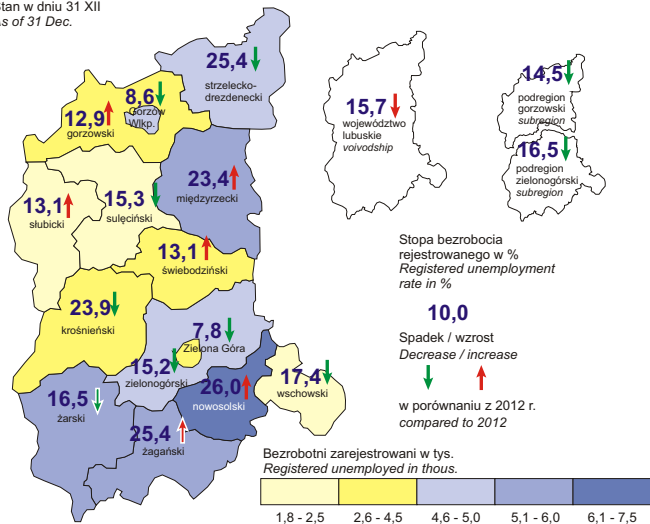 Stan w dniu 31 XII
As of 31 Dec.
25,4
strzelecko-
drezdenecki
8,6
Gorzów
Wlkp.
12,9
gorzowski
15,7
województwo
lubuskie
voivodship
14,5
podregion
gorzowski
subregion
16,5
podregion
zielonogórski
subregion
23,4
międzyrzecki
13,1
słubicki
15,3
sulęciński
13,1
świebodziński
Stopa bezrobocia
rejestrowanego w %
Registered unemployment
rate in %
10,0
Spadek / wzrost
Decrease / increase
w porównaniu z 2012 r.
compared to 2012
23,9
krośnieński
7,8
Zielona Góra
15,2
zielonogórski
26,0
nowosolski
17,4
wschowski
16,5
żarski
25,4
żagański
Bezrobotni zarejestrowani w tys.
Registered unemployed in thous.
1,8 - 2,5
2,6 - 4,5
4,6 - 5,0
5,1 - 6,0
6,1 - 7,5